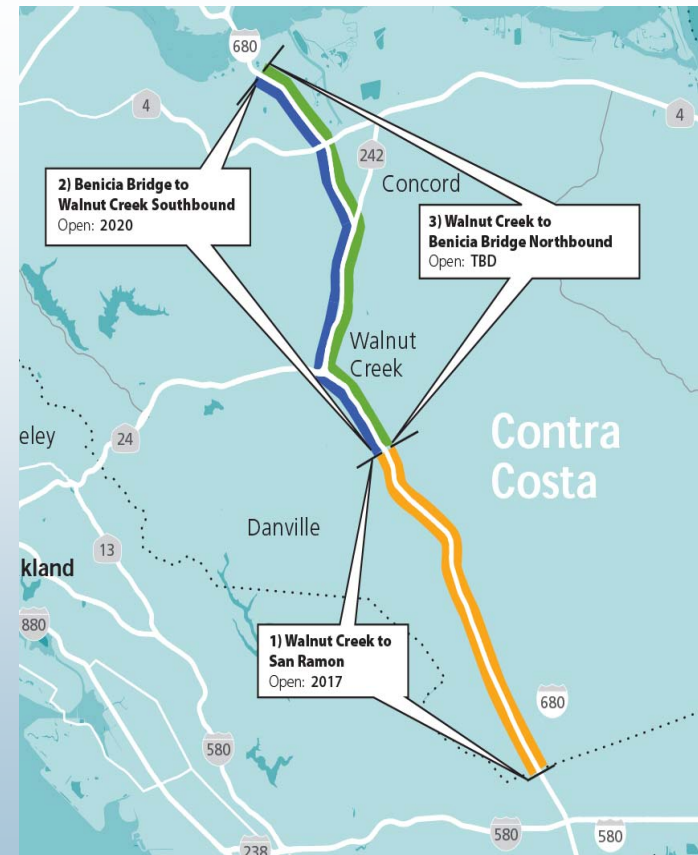 680
4
4
242
Concord
2) Benicia Bridge to
Walnut Creek Southbound
Open: 2020
3) Walnut Creek to
Benicia Bridge Northbound
Open: TBD
Walnut
Creek
eley
24
Contra
Costa
Danville
13
kland
880
1) Walnut Creek to
San Ramon
Open: 2017
680
580
580
580
238